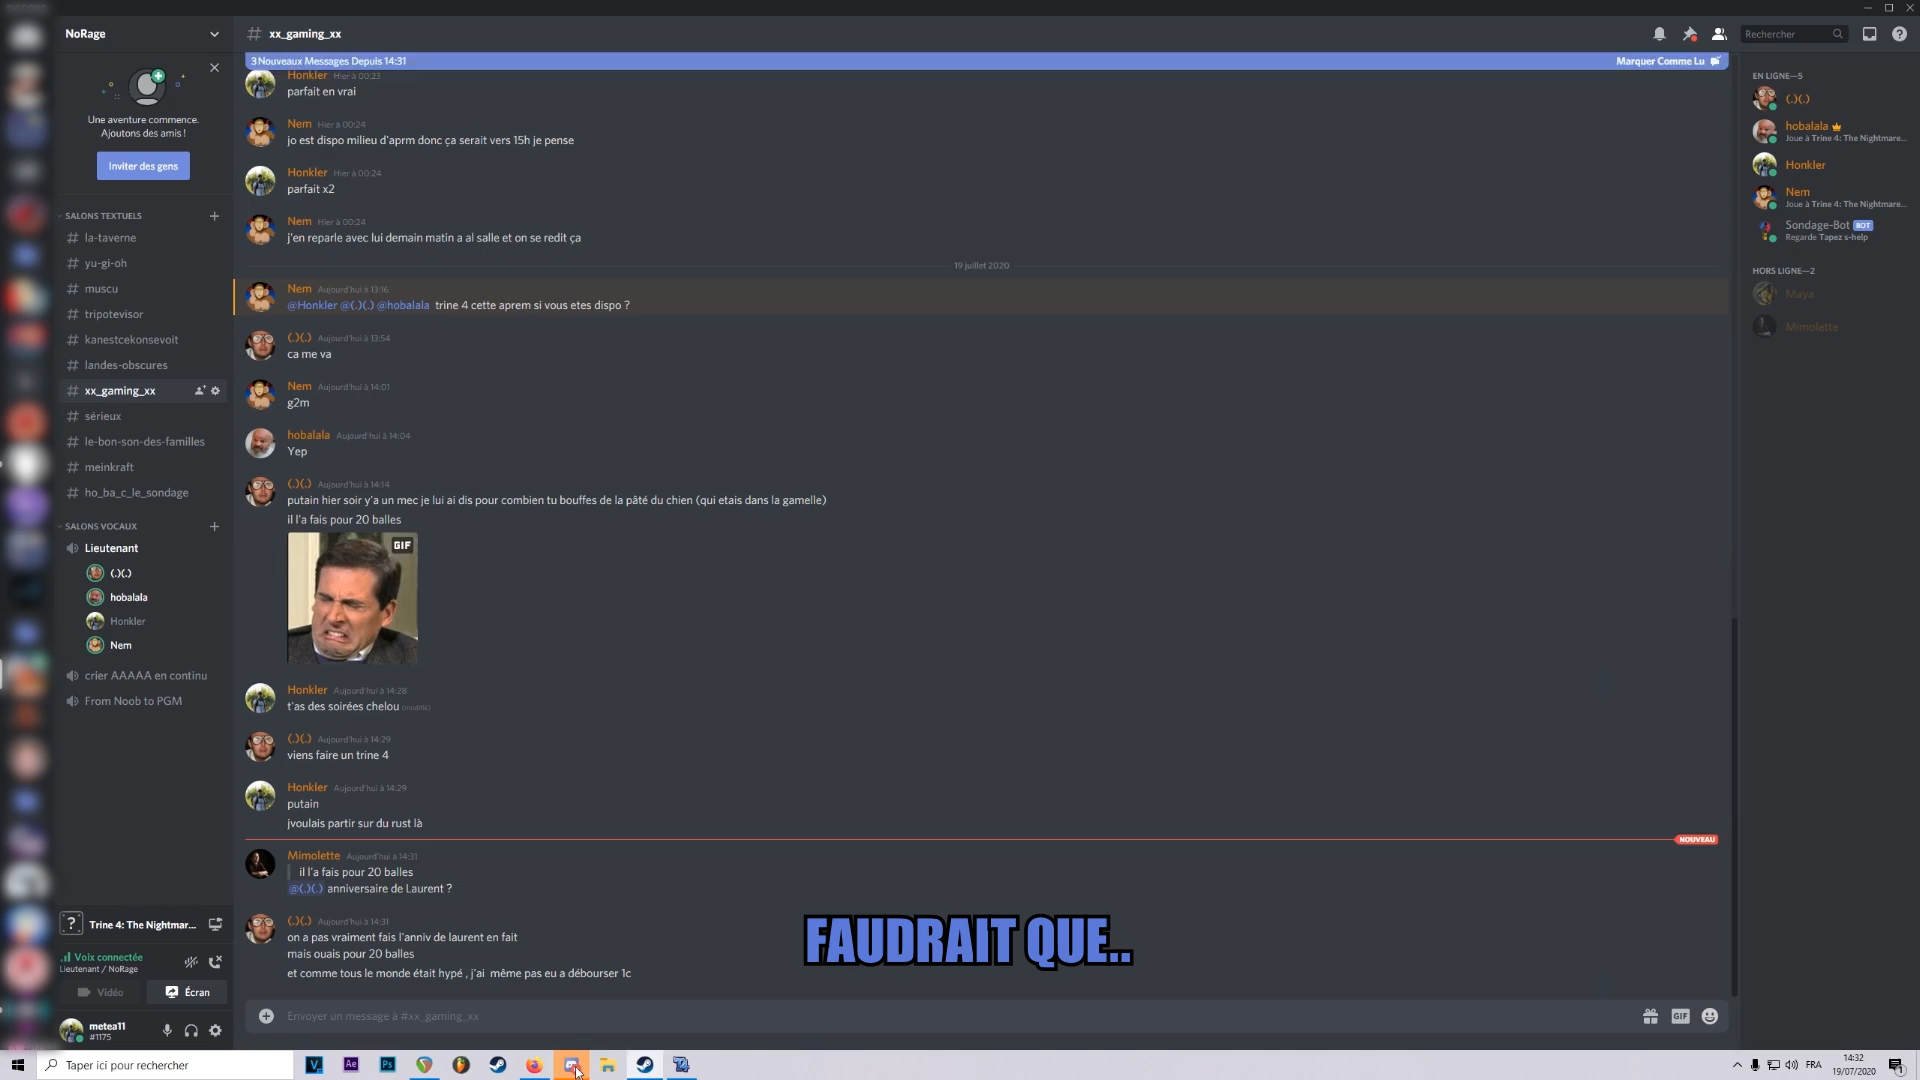 NoRage
Une aventure commence.
Ajoutons des amis !
Inviter des gens
SALONS TEXTUELS
# la-taverne
# yu-gi-oh
# muscu
# tripotevisor
# kanestcekonsevoit
# landes-obscures
# xx_gaming_xx
# sérieux
# le-bon-son-des-familles
# meinkraft
# ho_ba_c_le_sondage
SALONS VOCAUX
Lieutenant
(.)(.)
hobalala
Honkler
Nem
crier AAAAA en continu
From Noob to PGM
? Trine 4: The Nightmar...
Voix connectée
Lieutenant / NoRage
Vidéo Écran
metea11
#1175
# xx_gaming_xx
Rechercher
3 Nouveaux Messages Depuis 14:31 Marquer Comme Lu
Honkler Hier à 00:23
parfait en vrai
Nem Hier à 00:24
jo est dispo milieu d'aprm donc ça serait vers 15h je pense
Honkler Hier à 00:24
parfait x2
Nem Hier à 00:24
j'en reparle avec lui demain matin a al salle et on se redit ça
19 juillet 2020
Nem Aujourd'hui à 13:16
@Honkler @(.)(.) @hobalala trine 4 cette aprem si vous etes dispo ?
(.)(.) Aujourd'hui à 13:54
ca me va
Nem Aujourd'hui à 14:01
g2m
hobalala Aujourd'hui à 14:04
Yep
(.)(.) Aujourd'hui à 14:14
putain hier soir y'a un mec je lui ai dis pour combien tu bouffes de la pâté du chien (qui etais dans la gamelle)
il l'a fais pour 20 balles
GIF
Honkler Aujourd'hui à 14:28
t'as des soirées chelou (modifié)
(.)(.) Aujourd'hui à 14:29
viens faire un trine 4
Honkler Aujourd'hui à 14:29
putain
jvoulais partir sur du rust là
NOUVEAU
Mimolette Aujourd'hui à 14:31
il l'a fais pour 20 balles
@(.)(.) anniversaire de Laurent ?
(.)(.) Aujourd'hui à 14:31
on a pas vraiment fais l'anniv de laurent en fait
mais ouais pour 20 balles
et comme tous le monde était hypé , j'ai même pas eu a débourser 1c
FAUDRAIT QUE..
Envoyer un message à #xx_gaming_xx
GIF
EN LIGNE—5
(.)(.)
hobalala
Joue à Trine 4: The Nightmare...
Honkler
Nem
Joue à Trine 4: The Nightmare...
Sondage-Bot BOT
Regarde Tapez s-help
HORS LIGNE—2
Maya
Mimolette
Taper ici pour rechercher
V Ae Ps
FRA
14:32
19/07/2020
1